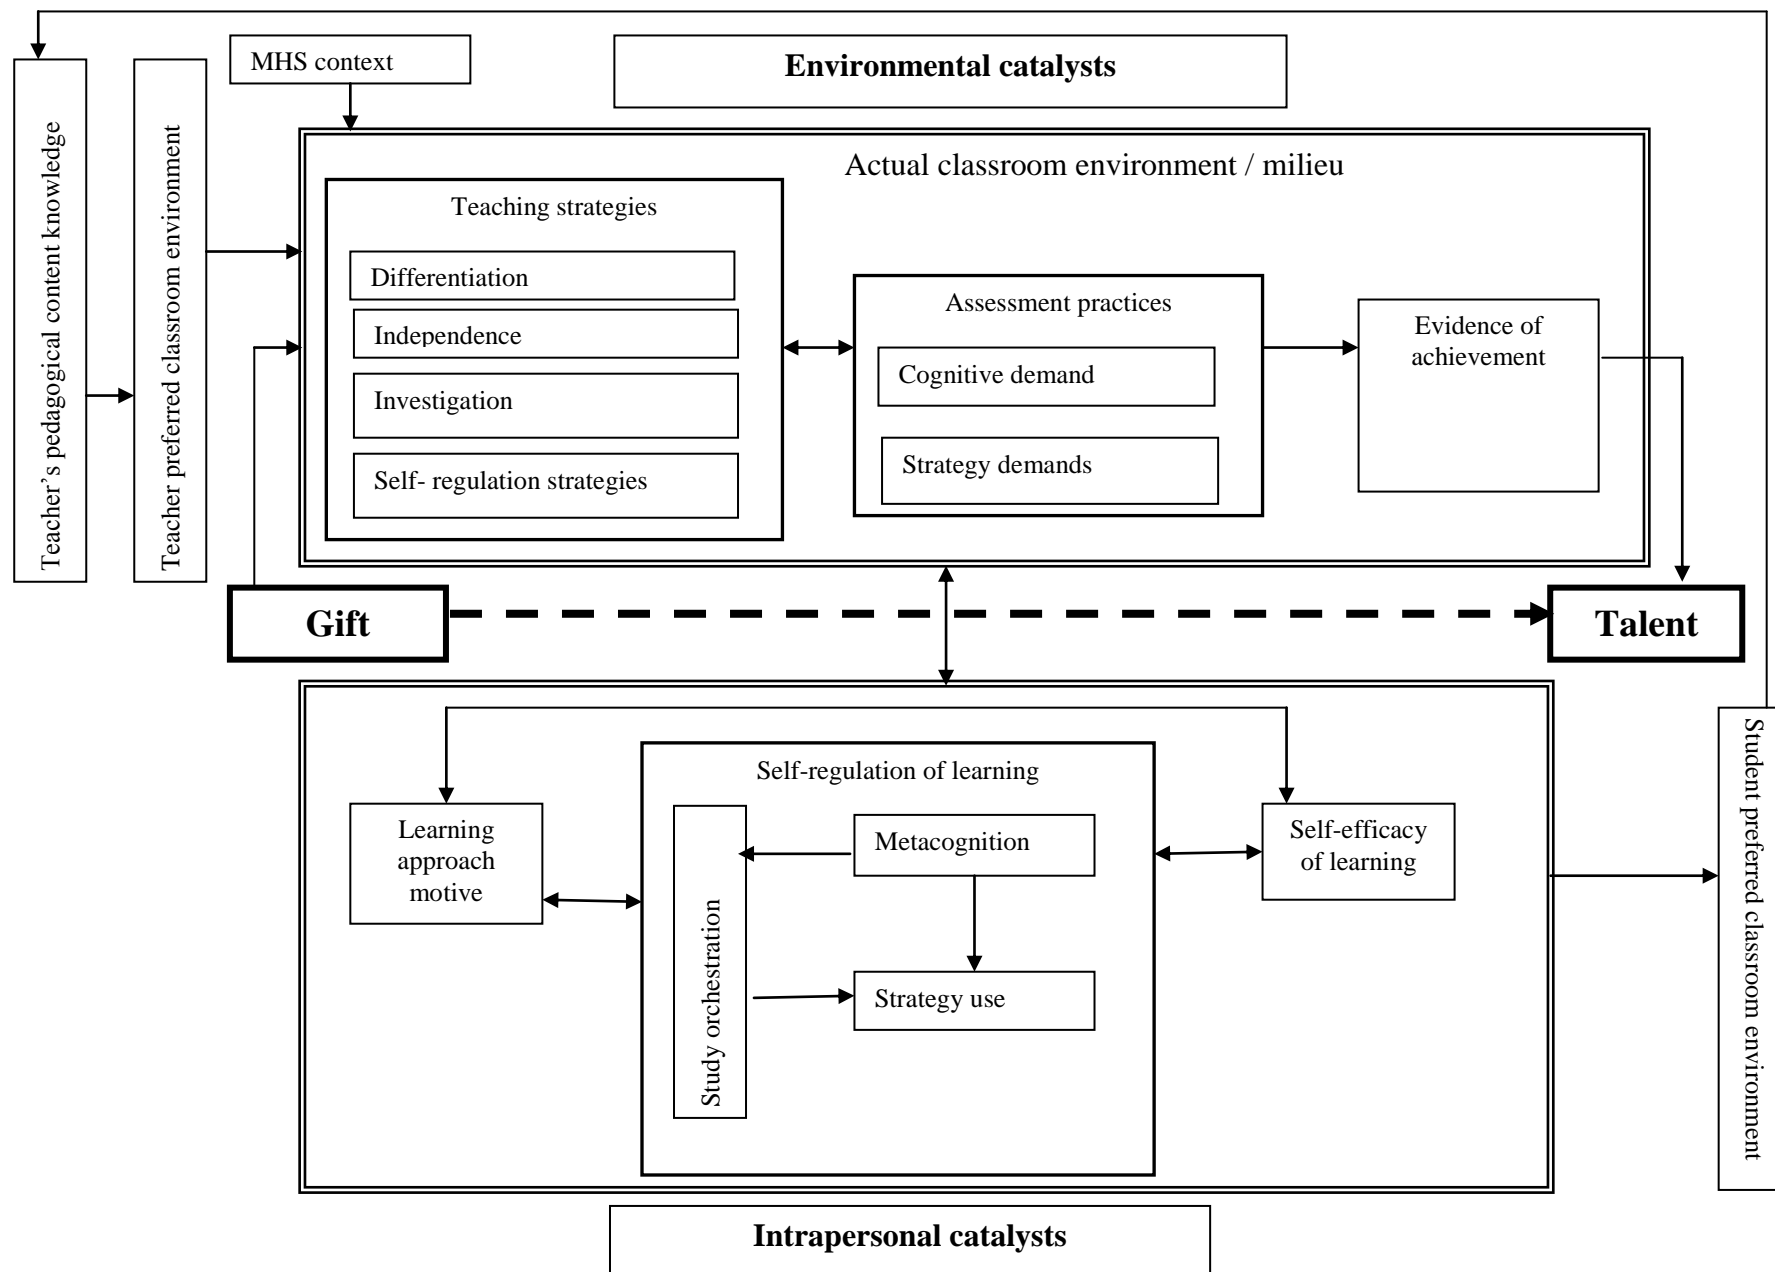 MHS context
Environmental catalysts
Teacher’s pedagogical content knowledge
Teacher preferred classroom environment
Actual classroom environment / milieu
Teaching strategies
Differentiation
Independence
Investigation
Self- regulation strategies
Assessment practices
Cognitive demand
Strategy demands
Evidence of
achievement
Gift
Talent
Self-regulation of learning
Learning
approach
motive
Study orchestration
Metacognition
Strategy use
Self-efficacy
of learning
Student preferred classroom environment
Intrapersonal catalysts